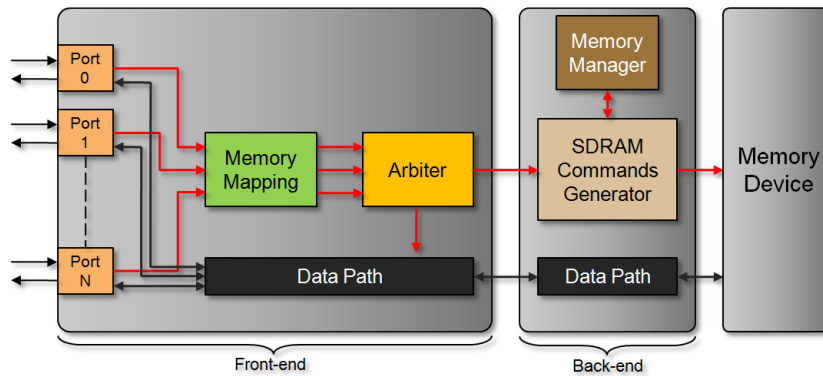 Port
0
Port
1
Port
N
Memory
Mapping
Arbiter
Data Path
Memory
Manager
SDRAM
Commands
Generator
Data Path
Memory
Device
Front-end
Back-end